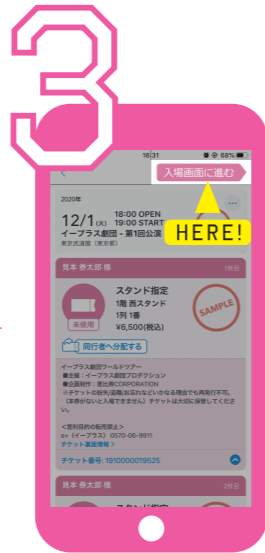 3
16:31 68%
入場画面に進む
HERE!
2020年
12/1(火) 18:00 OPEN
19:00 START
イープラス劇団 - 第1回公演
東京武道館 (東京都)
見本 券太郎 様 1枚目
スタンド指定
1階 西スタンド
1列 1番
¥6,500(税込)
未使用
SAMPLE
同行者へ分配する
イープラス劇団ワールドツアー
■主催:イープラス劇団プロダクション
■企画制作:恵比寿CORPORATION
※チケットの紛失/盗難/お忘れなどいかなる理由でも再発行不可。
(本券がないと入場できません) チケットは大切に保管してくださ
い。
<営利目的の転売禁止>
e+ (イープラス) 0570-06-9911
チケット裏面情報 >
チケット番号: 1910000019525
見本 券太郎 様 2枚目
スタンド指定